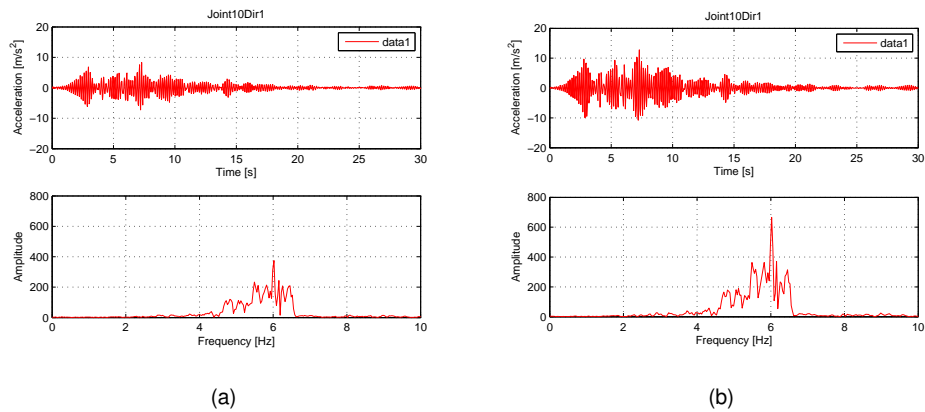 Joint10Dir1
data1
Acceleration [m/s²]
20
10
0
−10
−20
0 5 10 15 20 25 30
Time [s]
Amplitude
800
600
400
200
0
0 2 4 6 8 10
Frequency [Hz]
(a)
Joint10Dir1
data1
Acceleration [m/s²]
20
10
0
−10
−20
0 5 10 15 20 25 30
Time [s]
Amplitude
800
600
400
200
0
0 2 4 6 8 10
Frequency [Hz]
(b)